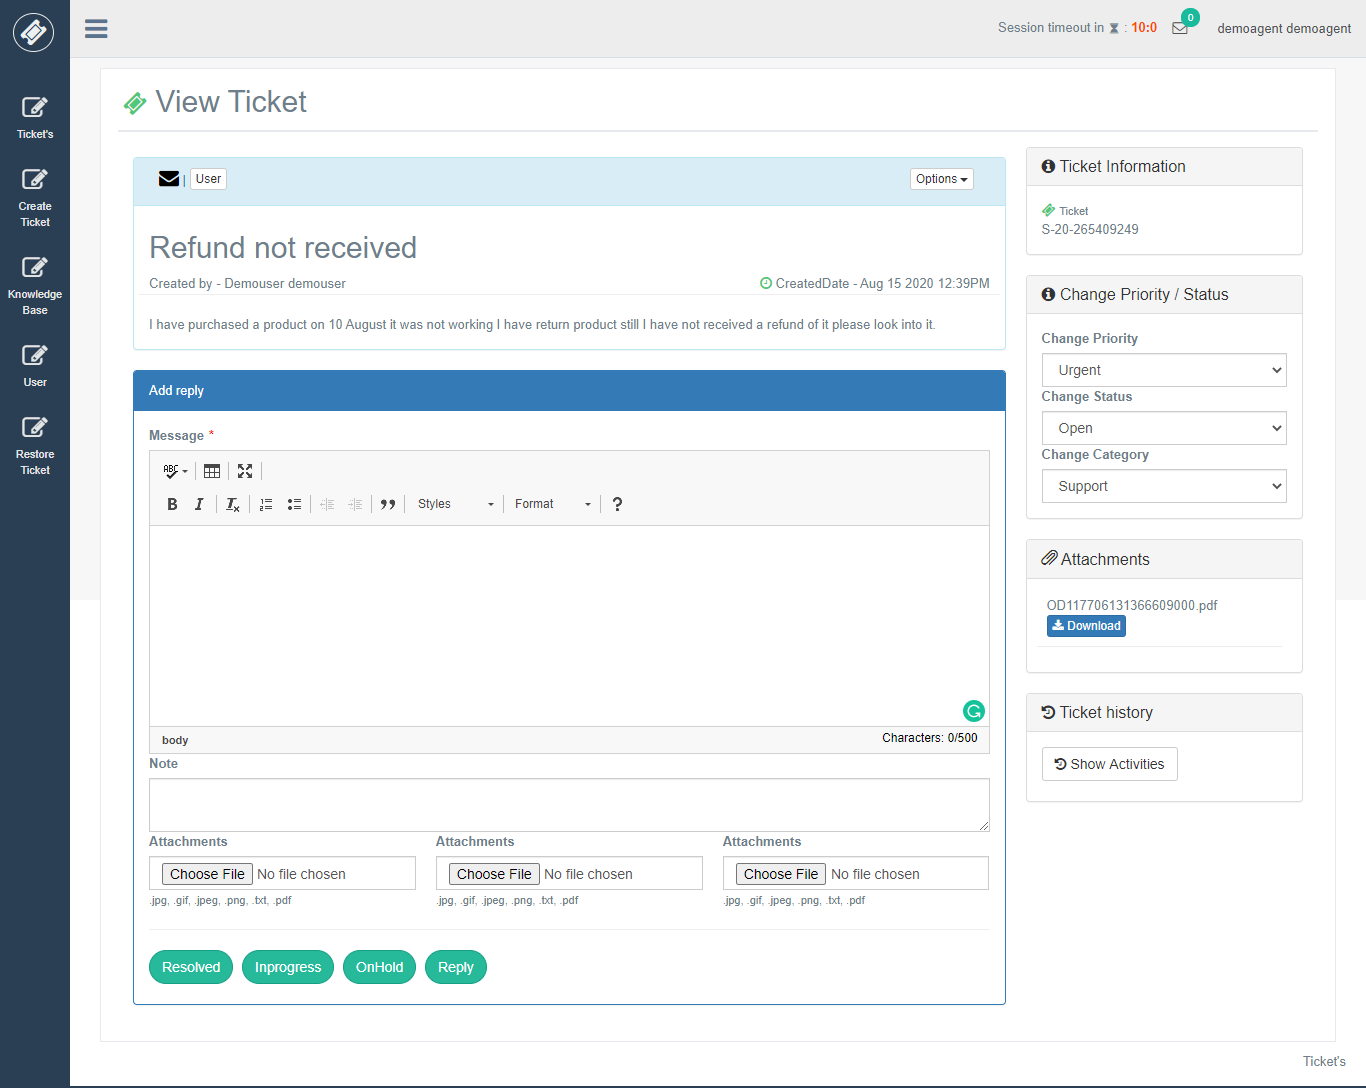 Session timeout in : 10:0
0
demoagent demoagent
Ticket's
Create
Ticket
Knowledge
Base
User
Restore
Ticket
View Ticket
| User
Options
Refund not received
Created by - Demouser demouser
CreatedDate - Aug 15 2020 12:39PM
I have purchased a product on 10 August it was not working I have return product still I have not received a refund of it please look into it.
Add reply
Message *
ABC
B I Tx Styles Format ?
body
Characters: 0/500
Note
Attachments Attachments Attachments
Choose File No file chosen Choose File No file chosen Choose File No file chosen
.jpg, .gif, .jpeg, .png, .txt, .pdf .jpg, .gif, .jpeg, .png, .txt, .pdf .jpg, .gif, .jpeg, .png, .txt, .pdf
Resolved Inprogress OnHold Reply
Ticket Information
Ticket
S-20-265409249
Change Priority / Status
Change Priority
Urgent
Change Status
Open
Change Category
Support
Attachments
OD117706131366609000.pdf
Download
Ticket history
Show Activities
Ticket's